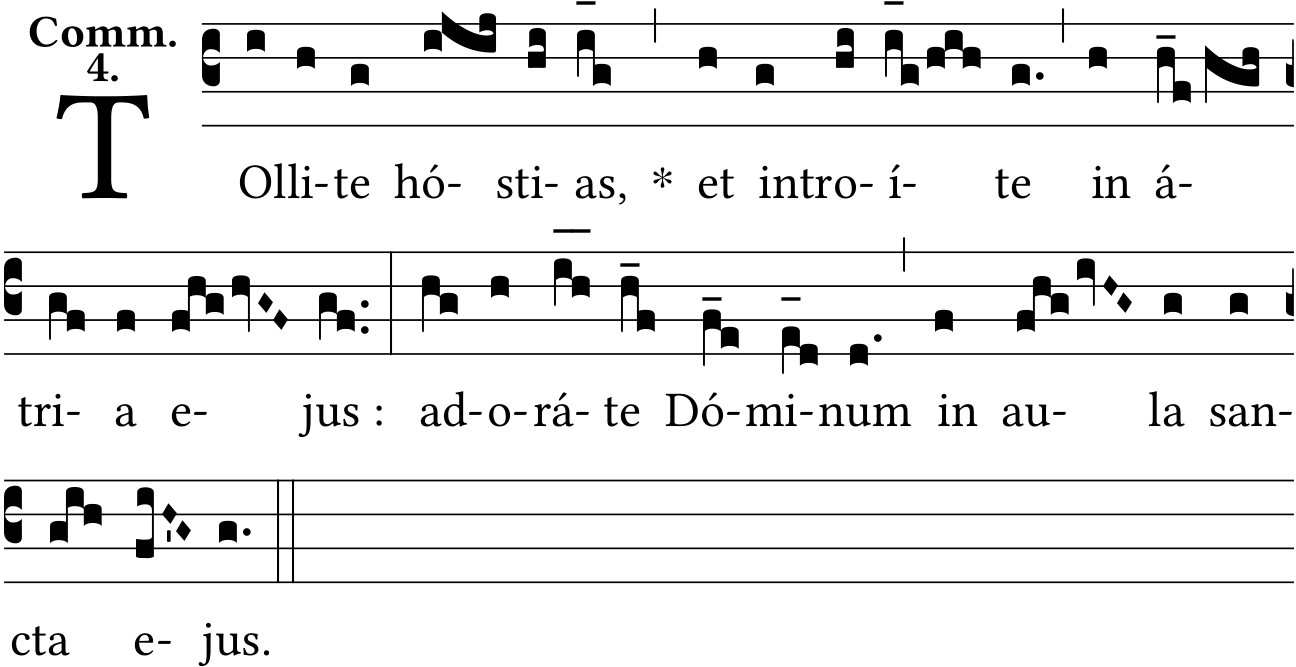 Comm.
4.
TOlli-te hó- sti- as, * et intro- í- te in á-
tri- a e- jus : ad-o-rá- te Dó-mi-num in au- la san-
cta e- jus.